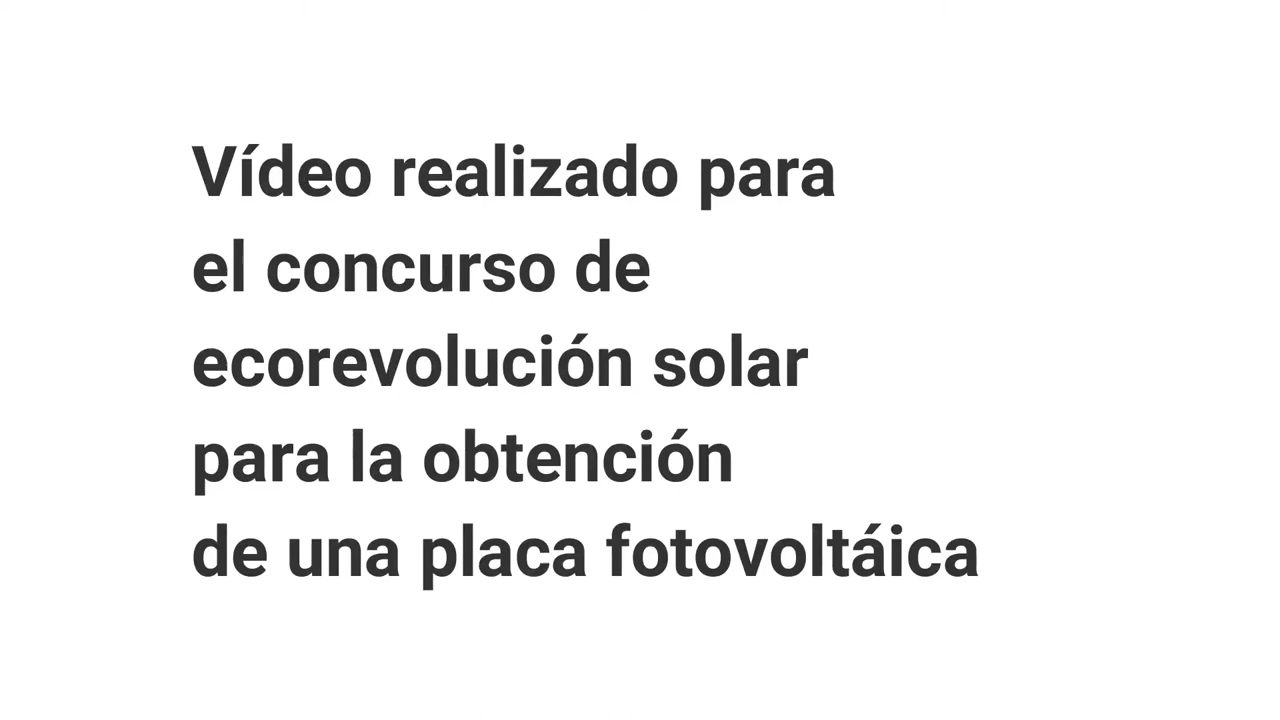 Vídeo realizado para
el concurso de
ecorevolución solar
para la obtención
de una placa fotovoltáica